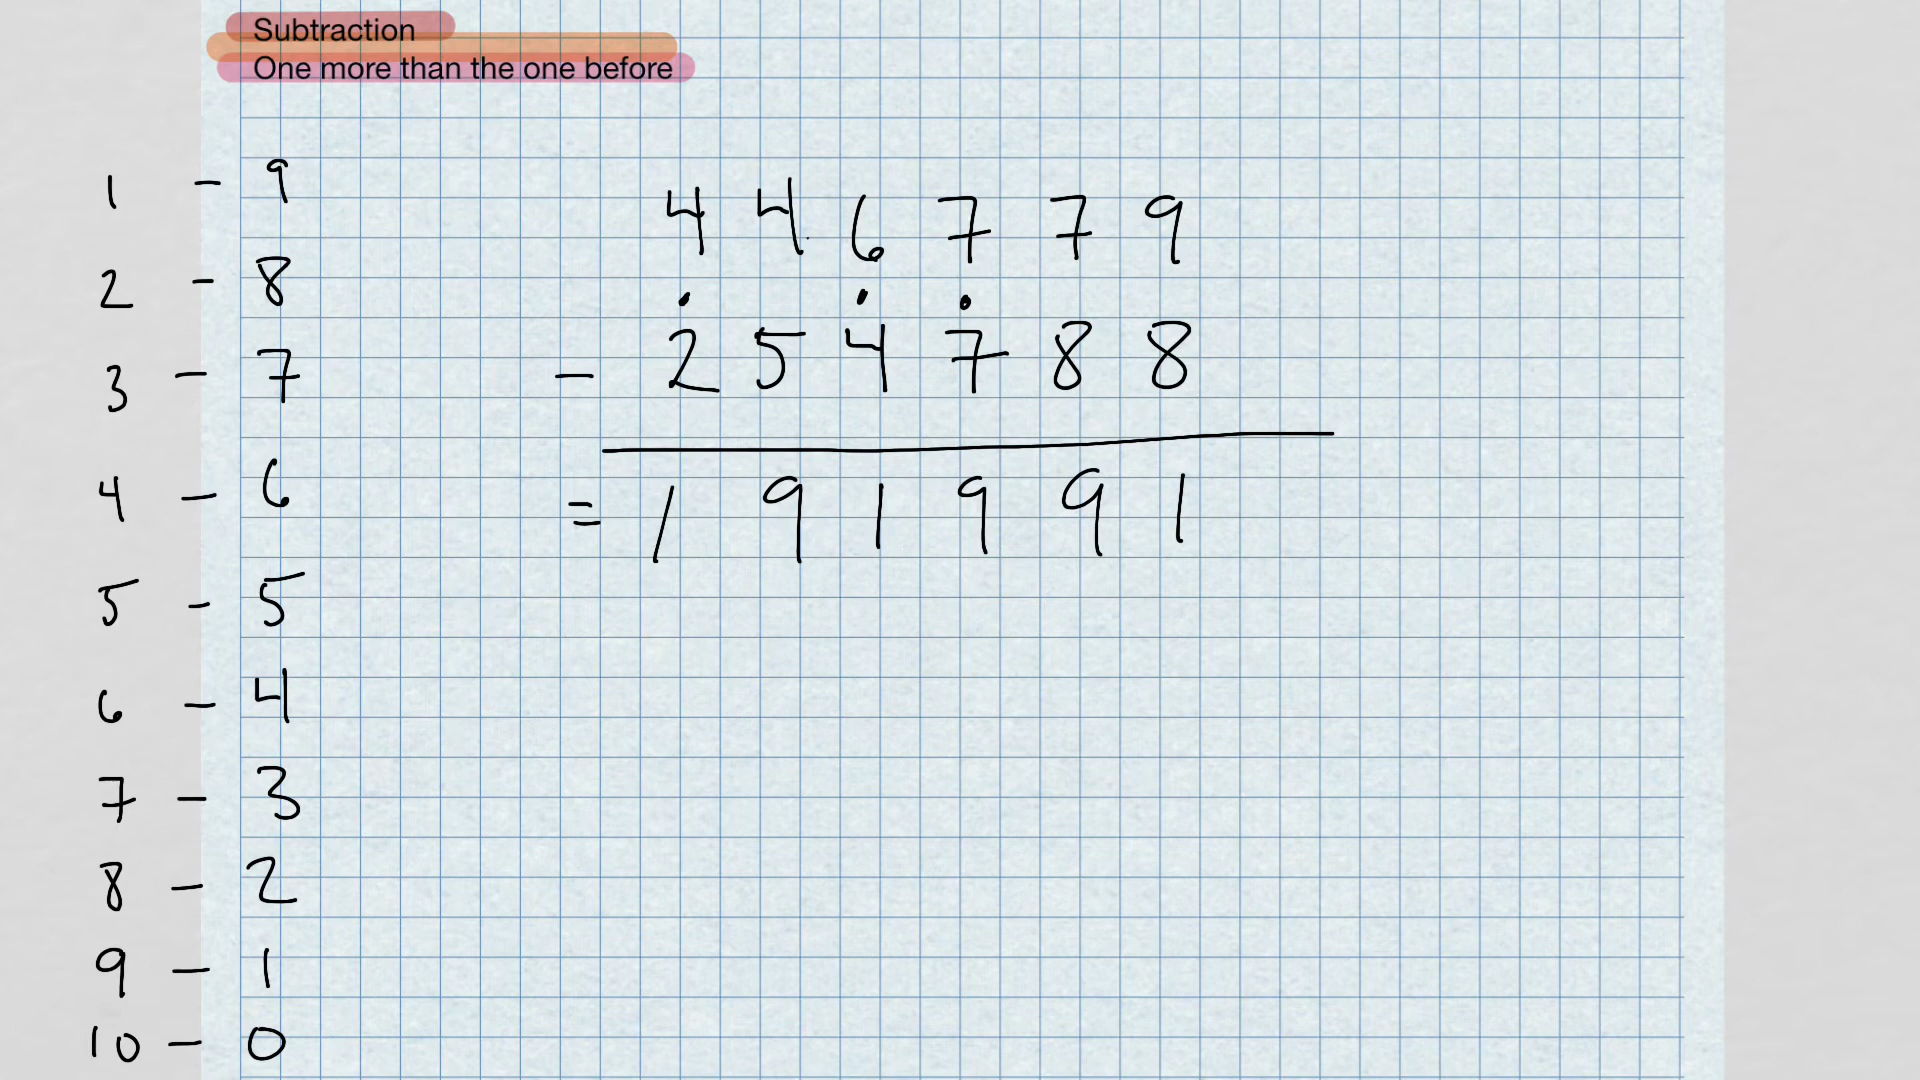 Subtraction
One more than the one before
1 - 9
2 - 8
3 - 7
4 - 6
5 - 5
6 - 4
7 - 3
8 - 2
9 - 1
10 - 0
4 4 6 7 7 9
- 2 5 4 7 8 8
= 1 9 1 9 9 1